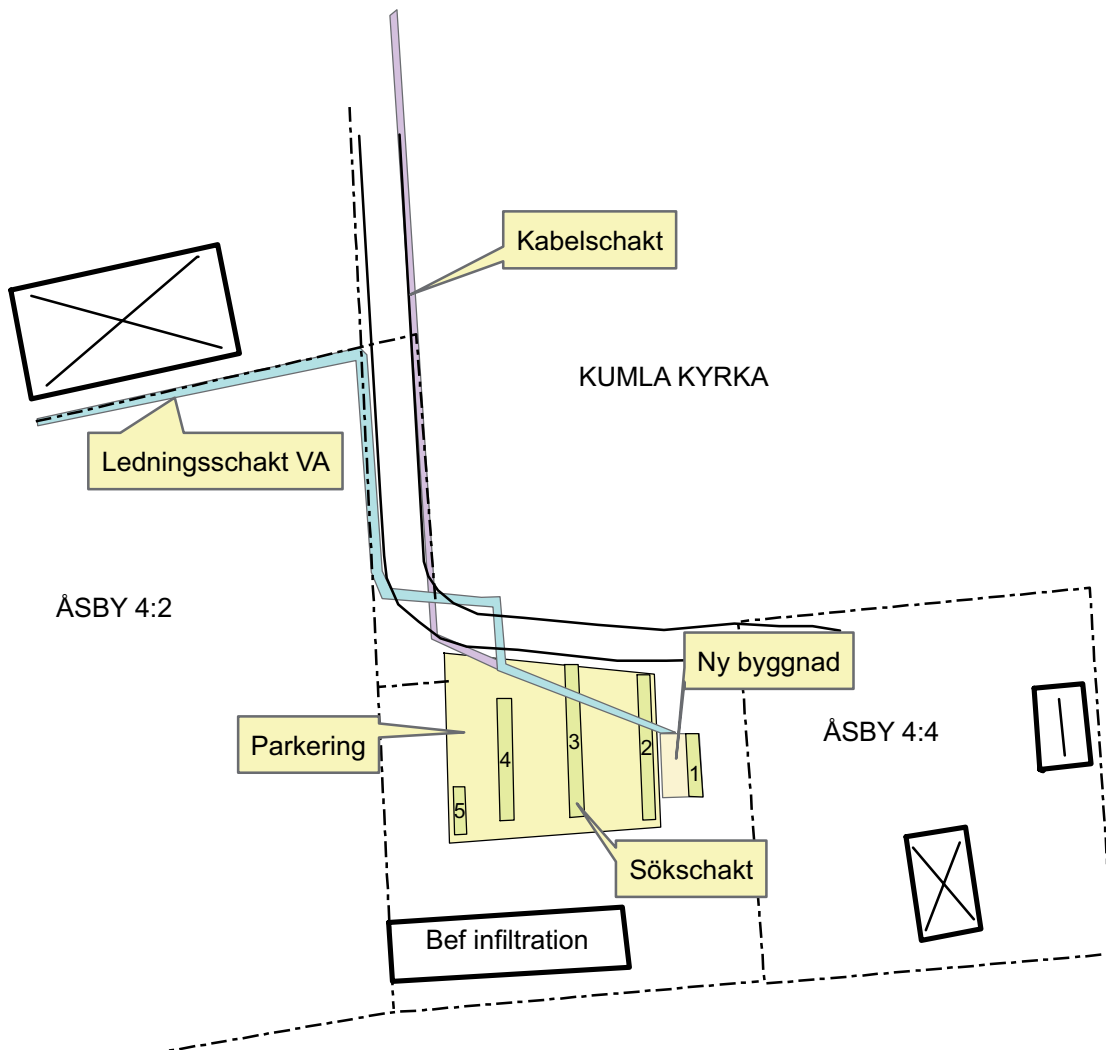 Kabelschakt
KUMLA KYRKA
Ledningsschakt VA
ÅSBY 4:2
Ny byggnad
Parkering
ÅSBY 4:4
3
2
4
1
5
Sökschakt
Bef infiltration